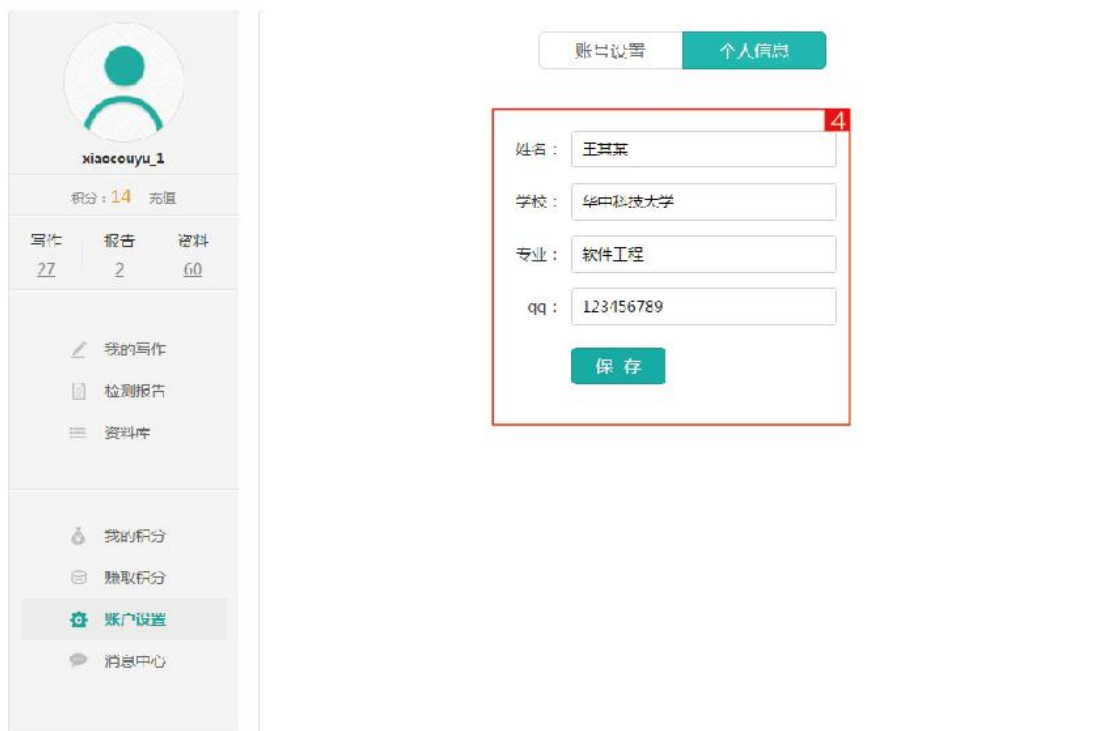 xiaocouyu_1
积分：14 充值
写作 报告 资料
27 2 60
我的写作
检测报告
资料库
我的积分
赚取积分
账户设置
消息中心
账号设置 个人信息
4
姓名： 王某某
学校： 华中科技大学
专业： 软件工程
qq： 123456789
保 存